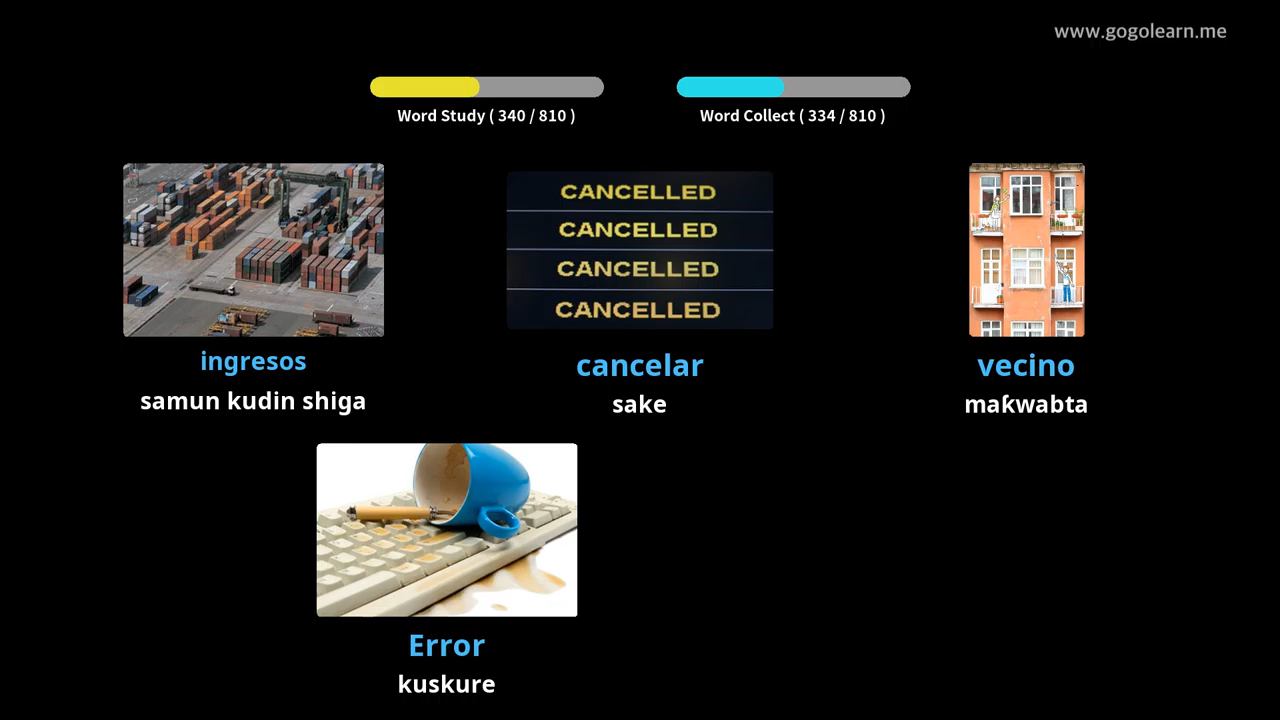 www.gogolearn.me
Word Study ( 340 / 810 )
Word Collect ( 334 / 810 )
CANCELLED
CANCELLED
CANCELLED
CANCELLED
ingresos
samun kudin shiga
cancelar
sake
vecino
maƙwabta
Error
kuskure